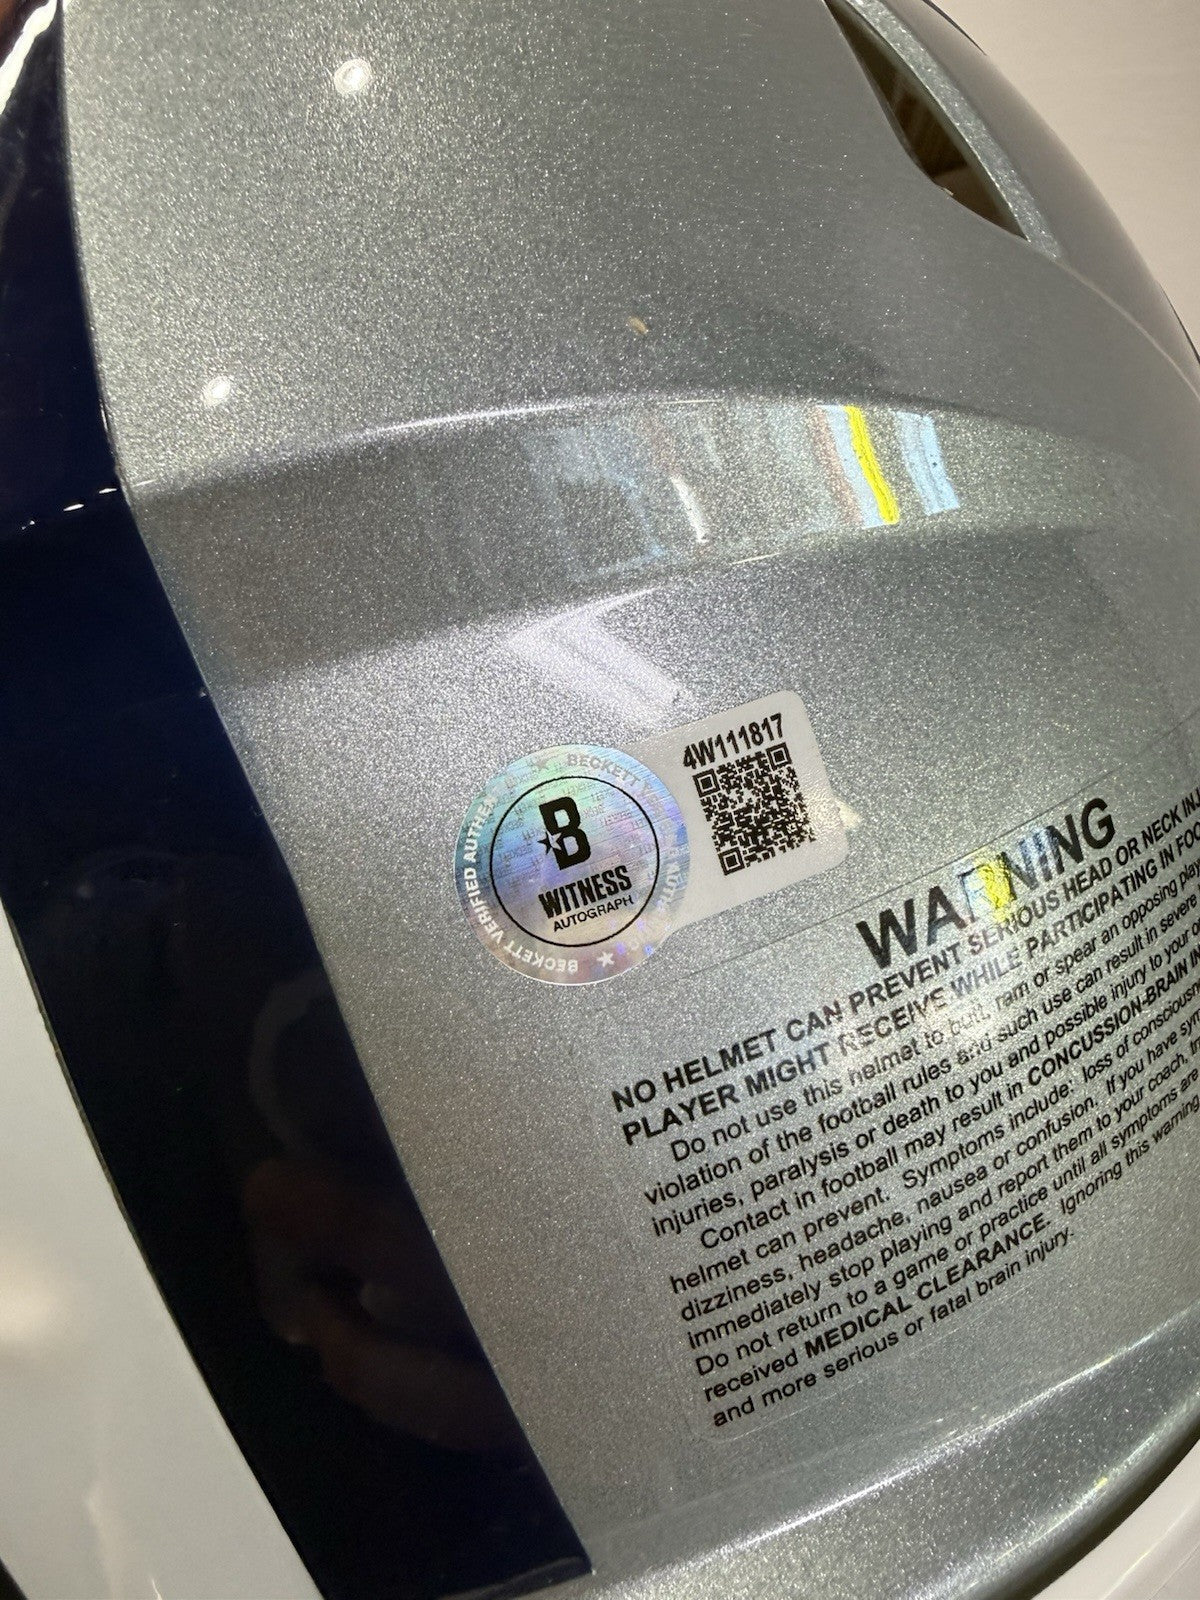 4W111817
BECKETT VERIFIED AUTHE
BECKETT
B
WITNESS
AUTOGRAPH
WARNING
NO HELMET CAN PREVENT SERIOUS HEAD OR NECK
PLAYER MIGHT RECEIVE WHILE PARTICIPATING IN
Do not use this helmet to butt, ram or spear an opposing
violation of the football rules and such use can result in severe
injuries, paralysis or death to you and possible injury to your
Contact in football may result in CONCUSSION-BRAIN
helmet can prevent. Symptoms include: loss of
dizziness, headache, nausea or confusion. If you have
immediately stop playing and report them to your coach,
Do not return to a game or practice until all symptoms are
received MEDICAL CLEARANCE. Ignoring this warning
and more serious or fatal brain injury.